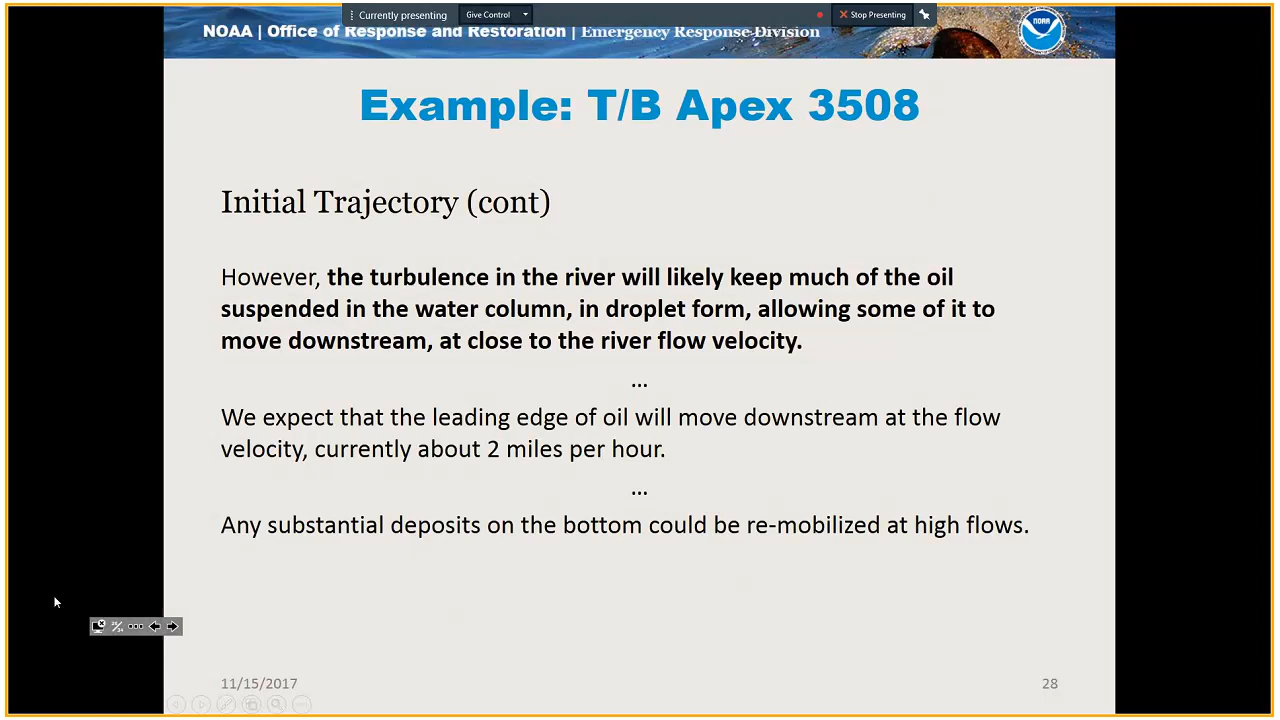 Currently presenting
Give Control
Stop Presenting
NOAA | Office of Response and Restoration | Emergency Response Division
NOAA
Example: T/B Apex 3508
Initial Trajectory (cont)
However, the turbulence in the river will likely keep much of the oil
suspended in the water column, in droplet form, allowing some of it to
move downstream, at close to the river flow velocity.
...
We expect that the leading edge of oil will move downstream at the flow
velocity, currently about 2 miles per hour.
...
Any substantial deposits on the bottom could be re-mobilized at high flows.
11/15/2017
28